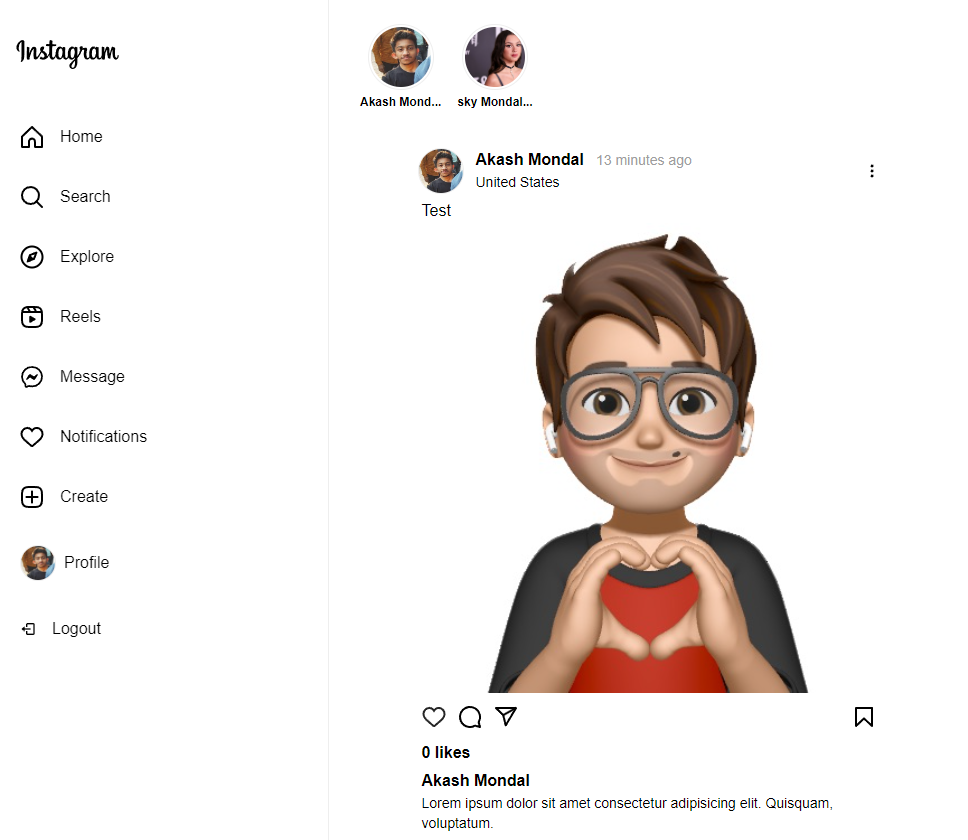 Instagram
Home
Search
Explore
Reels
Message
Notifications
Create
Profile
Logout
Akash Mond...
sky Mondal...
Akash Mondal 13 minutes ago
United States
Test
0 likes
Akash Mondal
Lorem ipsum dolor sit amet consectetur adipisicing elit. Quisquam,
voluptatum.